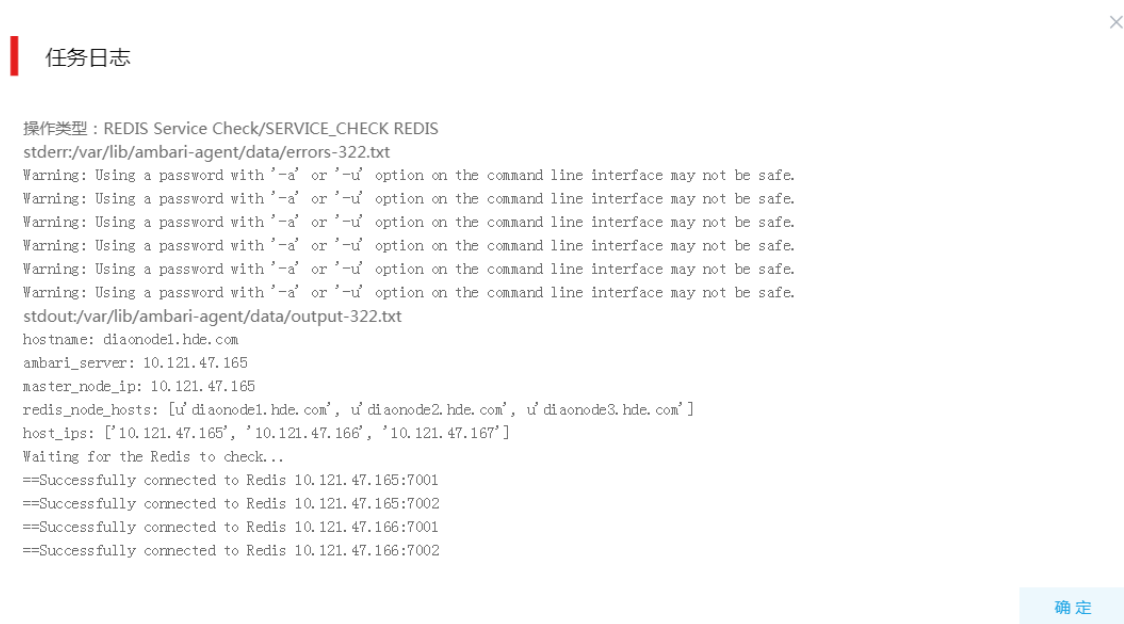 任务日志
操作类型：REDIS Service Check/SERVICE_CHECK REDIS
stderr:/var/lib/ambari-agent/data/errors-322.txt
Warning: Using a password with '-a' or '-u' option on the command line interface may not be safe.
Warning: Using a password with '-a' or '-u' option on the command line interface may not be safe.
Warning: Using a password with '-a' or '-u' option on the command line interface may not be safe.
Warning: Using a password with '-a' or '-u' option on the command line interface may not be safe.
Warning: Using a password with '-a' or '-u' option on the command line interface may not be safe.
Warning: Using a password with '-a' or '-u' option on the command line interface may not be safe.
stdout:/var/lib/ambari-agent/data/output-322.txt
hostname: diaonode1.hde.com
ambari_server: 10.121.47.165
master_node_ip: 10.121.47.165
redis_node_hosts: [u'diaonode1.hde.com', u'diaonode2.hde.com', u'diaonode3.hde.com']
host_ips: ['10.121.47.165', '10.121.47.166', '10.121.47.167']
Waiting for the Redis to check...
==Successfully connected to Redis 10.121.47.165:7001
==Successfully connected to Redis 10.121.47.165:7002
==Successfully connected to Redis 10.121.47.166:7001
==Successfully connected to Redis 10.121.47.166:7002
确定